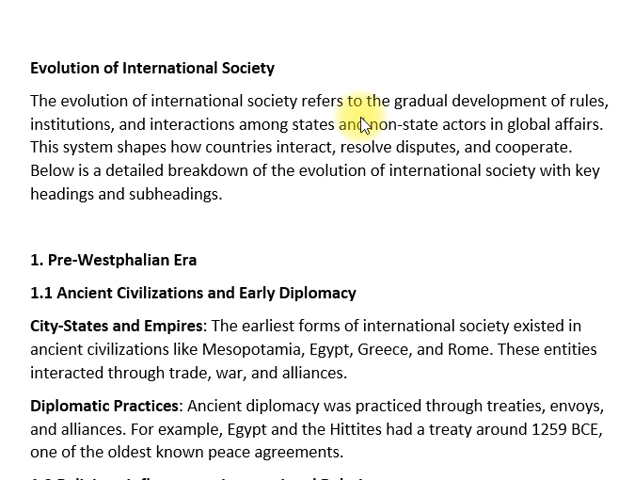 Evolution of International Society
The evolution of international society refers to the gradual development of rules,
institutions, and interactions among states and non-state actors in global affairs.
This system shapes how countries interact, resolve disputes, and cooperate.
Below is a detailed breakdown of the evolution of international society with key
headings and subheadings.
1. Pre-Westphalian Era
1.1 Ancient Civilizations and Early Diplomacy
City-States and Empires: The earliest forms of international society existed in
ancient civilizations like Mesopotamia, Egypt, Greece, and Rome. These entities
interacted through trade, war, and alliances.
Diplomatic Practices: Ancient diplomacy was practiced through treaties, envoys,
and alliances. For example, Egypt and the Hittites had a treaty around 1259 BCE,
one of the oldest known peace agreements.